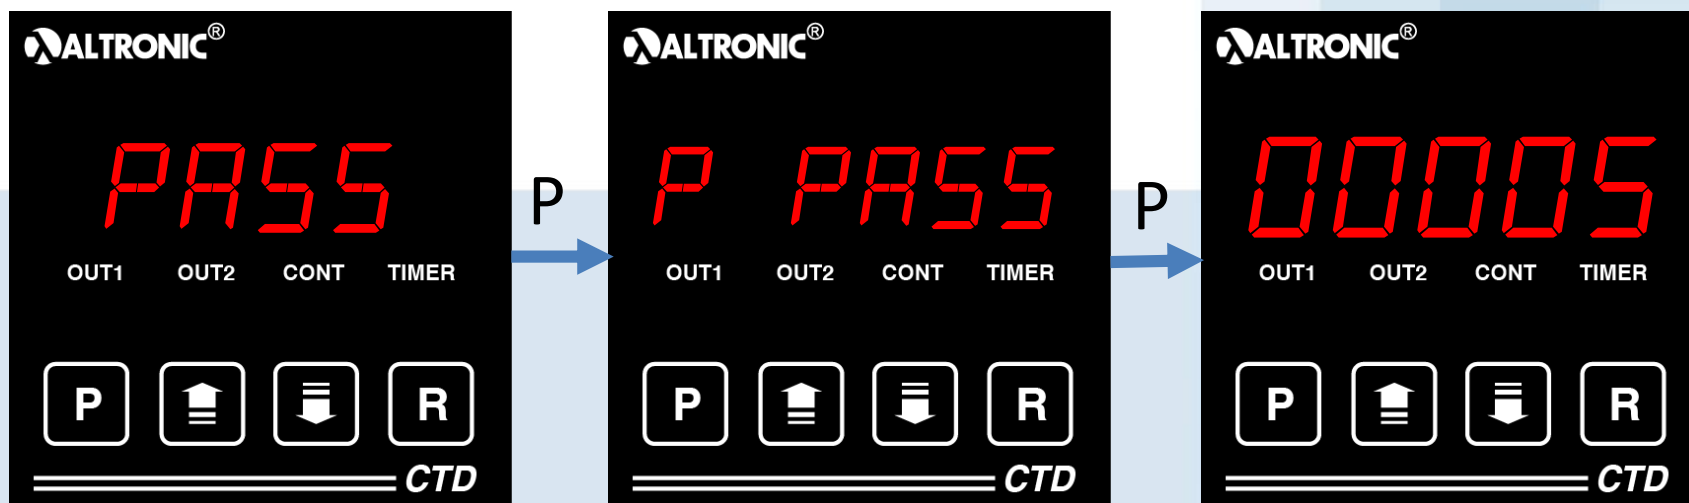 ALTRONIC®
PASS
OUT1 OUT2 CONT TIMER
P R
CTD
P
ALTRONIC®
P PASS
OUT1 OUT2 CONT TIMER
P R
CTD
P
ALTRONIC®
00005
OUT1 OUT2 CONT TIMER
P R
CTD